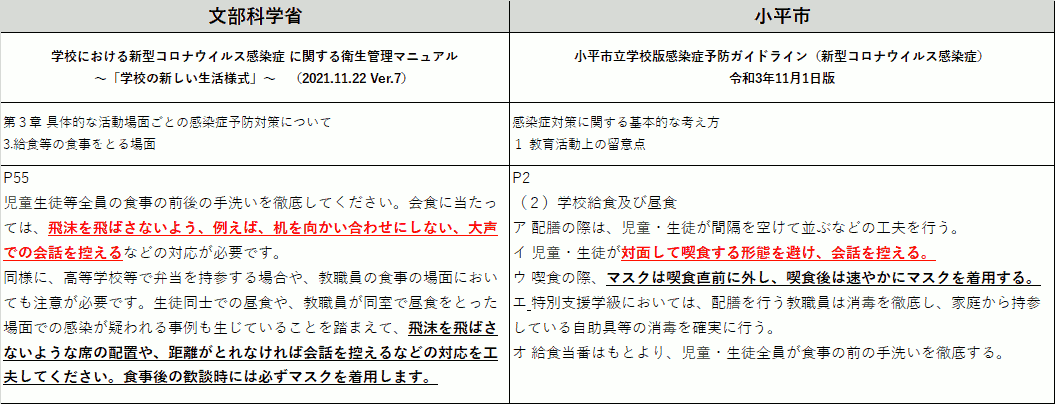 文部科学省
小平市
学校における新型コロナウイルス感染症 に関する衛生管理マニュアル
～「学校の新しい生活様式」～　（2021.11.22 Ver.7）
小平市立学校版感染症予防ガイドライン（新型コロナウイルス感染症）
令和3年11月1日版
第３章 具体的な活動場面ごとの感染症予防対策について
3.給食等の食事をとる場面
感染症対策に関する基本的な考え方
１ 教育活動上の留意点
P55
児童生徒等全員の食事の前後の手洗いを徹底してください。会食に当たっ
ては、飛沫を飛ばさないよう、例えば、机を向かい合わせにしない、大声
での会話を控えるなどの対応が必要です。
同様に、高等学校等で弁当を持参する場合や、教職員の食事の場面におい
ても注意が必要です。生徒同士での昼食や、教職員が同室で昼食をとった
場面での感染が疑われる事例も生じていることを踏まえて、飛沫を飛ばさ
ないような席の配置や、距離がとれなければ会話を控えるなどの対応を工
夫してください。食事後の歓談時には必ずマスクを着用します。
P2
（２）学校給食及び昼食
ア 配膳の際は、児童・生徒が間隔を空けて並ぶなどの工夫を行う。
イ 児童・生徒が対面して喫食する形態を避け、会話を控える。
ウ 喫食の際、マスクは喫食直前に外し、喫食後は速やかにマスクを着用する。
エ 特別支援学級においては、配膳を行う教職員は消毒を徹底し、家庭から持参
している自助具等の消毒を確実に行う。
オ 給食当番はもとより、児童・生徒全員が食事の前の手洗いを徹底する。